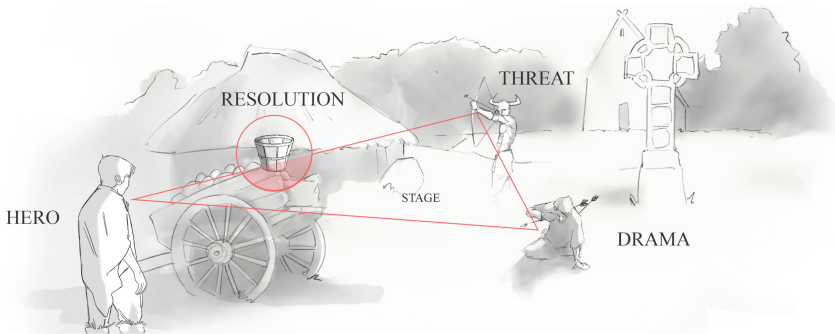 THREAT
RESOLUTION
STAGE
HERO
DRAMA